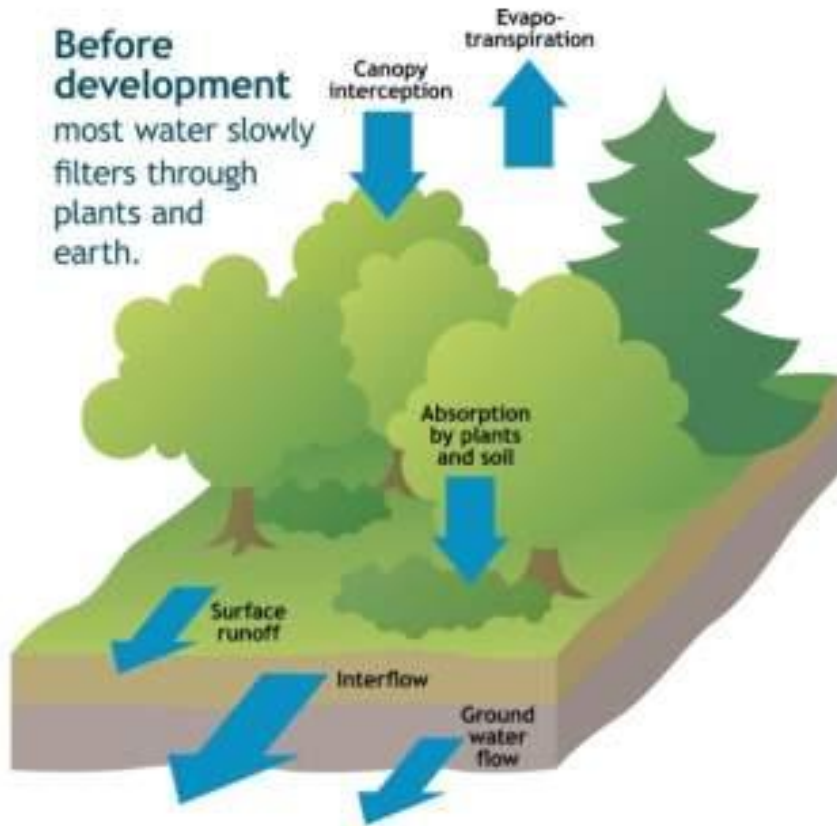 Before
development
most water slowly
filters through
plants and
earth.
Canopy
interception
Evapo-
transpiration
Absorption
by plants
and soil
Surface
runoff
Interflow
Ground
water
flow